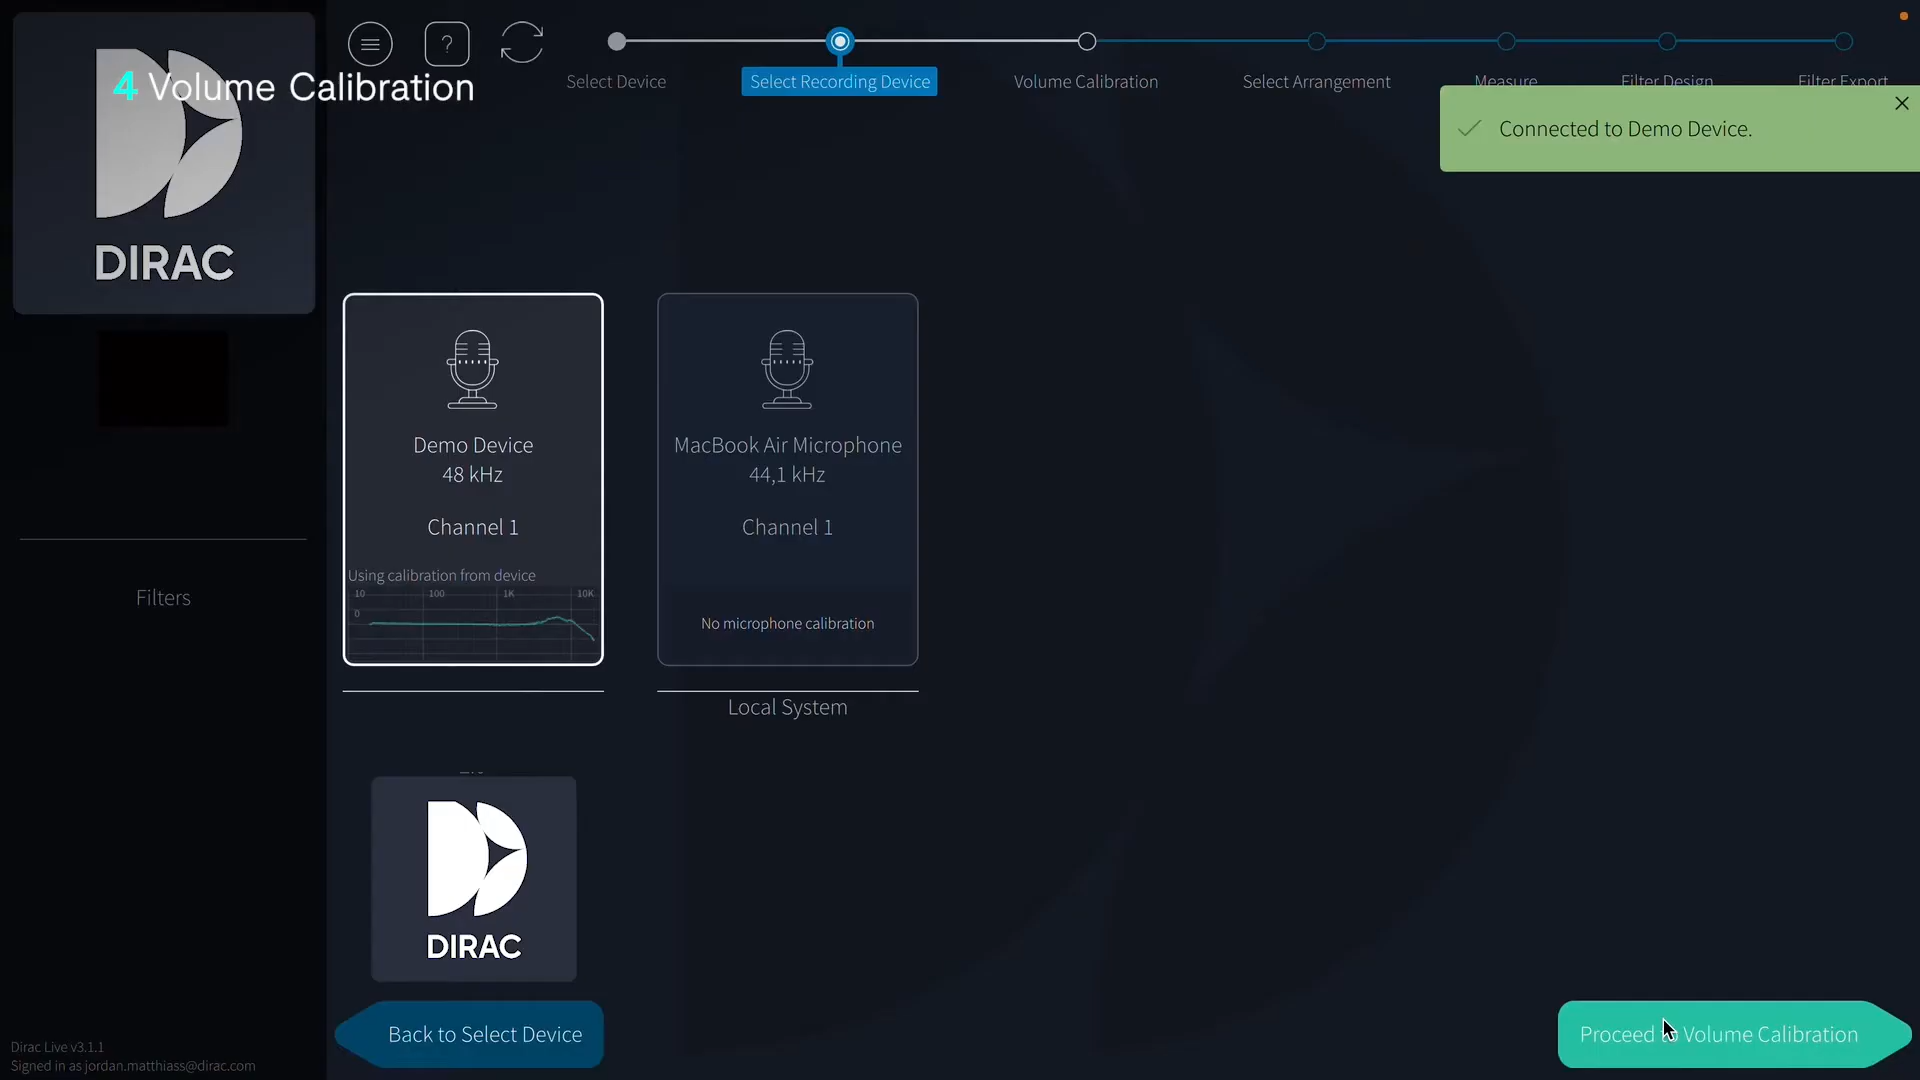 4 Volume Calibration
?
Select Device
Select Recording Device
Volume Calibration
Select Arrangement
Measure
Filter Design
Filter Export
Connected to Demo Device.
DIRAC
Filters
Demo Device
48 kHz
Channel 1
Using calibration from device
10 100 1K 10K
0
MacBook Air Microphone
44,1 kHz
Channel 1
No microphone calibration
Local System
DIRAC
Back to Select Device
Proceed to Volume Calibration
Dirac Live v3.1.1
Signed in as jordan.matthiass@dirac.com